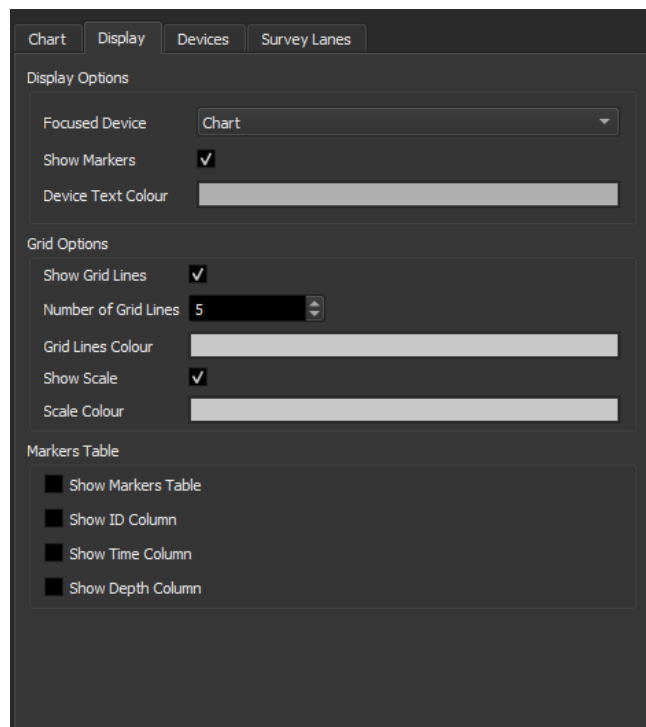 Chart Display Devices Survey Lanes
Display Options
Focused Device Chart
Show Markers
Device Text Colour
Grid Options
Show Grid Lines
Number of Grid Lines 5
Grid Lines Colour
Show Scale
Scale Colour
Markers Table
Show Markers Table
Show ID Column
Show Time Column
Show Depth Column